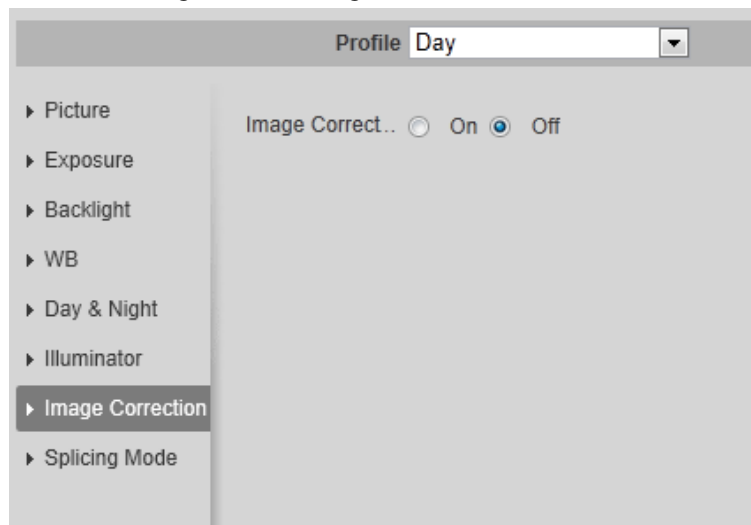 Profile Day
Picture
Image Correct.. On Off
Exposure
Backlight
WB
Day & Night
Illuminator
Image Correction
Splicing Mode